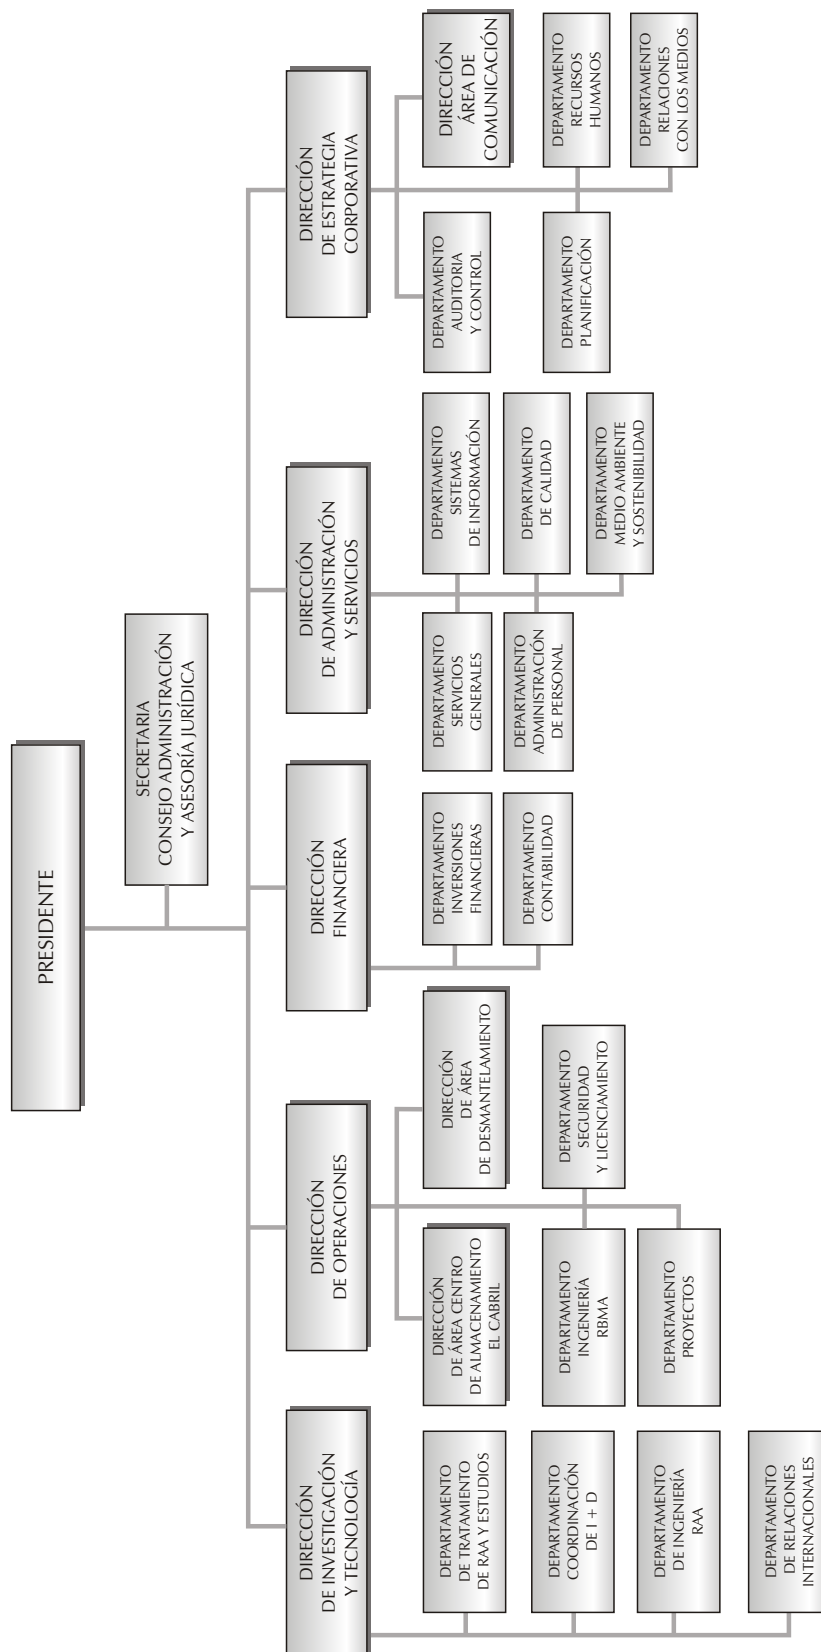 PRESIDENTE
SECRETARIA
CONSEJO ADMINISTRACIÓN
Y ASESORÍA JURÍDICA
DIRECCIÓN
DE INVESTIGACIÓN
Y TECNOLOGÍA
DEPARTAMENTO
DE TRATAMIENTO
DE RAA Y ESTUDIOS
DEPARTAMENTO
COORDINACIÓN
DE I + D
DEPARTAMENTO
DE INGENIERÍA
RAA
DEPARTAMENTO
DE RELACIONES
INTERNACIONALES
DIRECCIÓN
DE OPERACIONES
DIRECCIÓN
DE ÁREA CENTRO
DE ALMACENAMIENTO
EL CABRIL
DIRECCIÓN
DE ÁREA
DE DESMANTELAMIENTO
DEPARTAMENTO
INGENIERÍA
RBMA
DEPARTAMENTO
SEGURIDAD
Y LICENCIAMIENTO
DEPARTAMENTO
PROYECTOS
DIRECCIÓN
FINANCIERA
DEPARTAMENTO
INVERSIONES
FINANCIERAS
DEPARTAMENTO
CONTABILIDAD
DIRECCIÓN
DE ADMINISTRACIÓN
Y SERVICIOS
DEPARTAMENTO
SERVICIOS
GENERALES
DEPARTAMENTO
SISTEMAS
DE INFORMACIÓN
DEPARTAMENTO
ADMINISTRACIÓN
DE PERSONAL
DEPARTAMENTO
DE CALIDAD
DEPARTAMENTO
MEDIO AMBIENTE
Y SOSTENIBILIDAD
DIRECCIÓN
DE ESTRATEGIA
CORPORATIVA
DEPARTAMENTO
AUDITORIA
Y CONTROL
DIRECCIÓN
ÁREA DE
COMUNICACIÓN
DEPARTAMENTO
PLANIFICACIÓN
DEPARTAMENTO
RECURSOS
HUMANOS
DEPARTAMENTO
RELACIONES
CON LOS MEDIOS